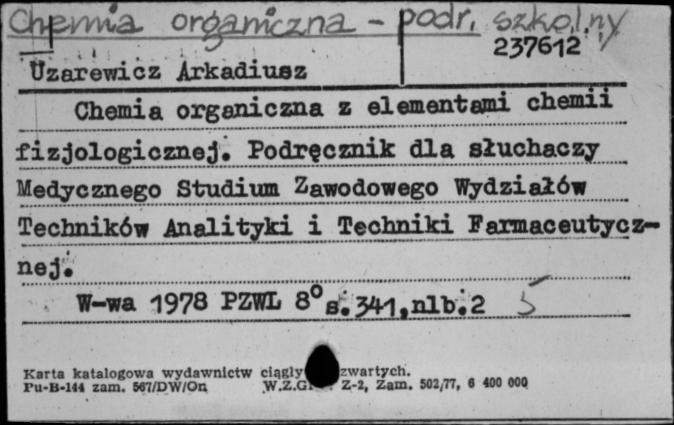 Chemia organiczna - podr. szkolny
237612
Uzarewicz Arkadiusz
Chemia organiczna z elementami chemii
fizjologicznej. Podręcznik dla słuchaczy
Medycznego Studium Zawodowego Wydziałów
Techników Analityki i Techniki Farmaceutycz-
nej.
W-wa 1978 PZWL 8° s. 341, nlb. 2 5
Karta katalogowa wydawnictw ciągły zwartych.
Pu-B-144 zam. 567/DW/On W.Z.G Z-2, Zam. 502/77, 6 400 000